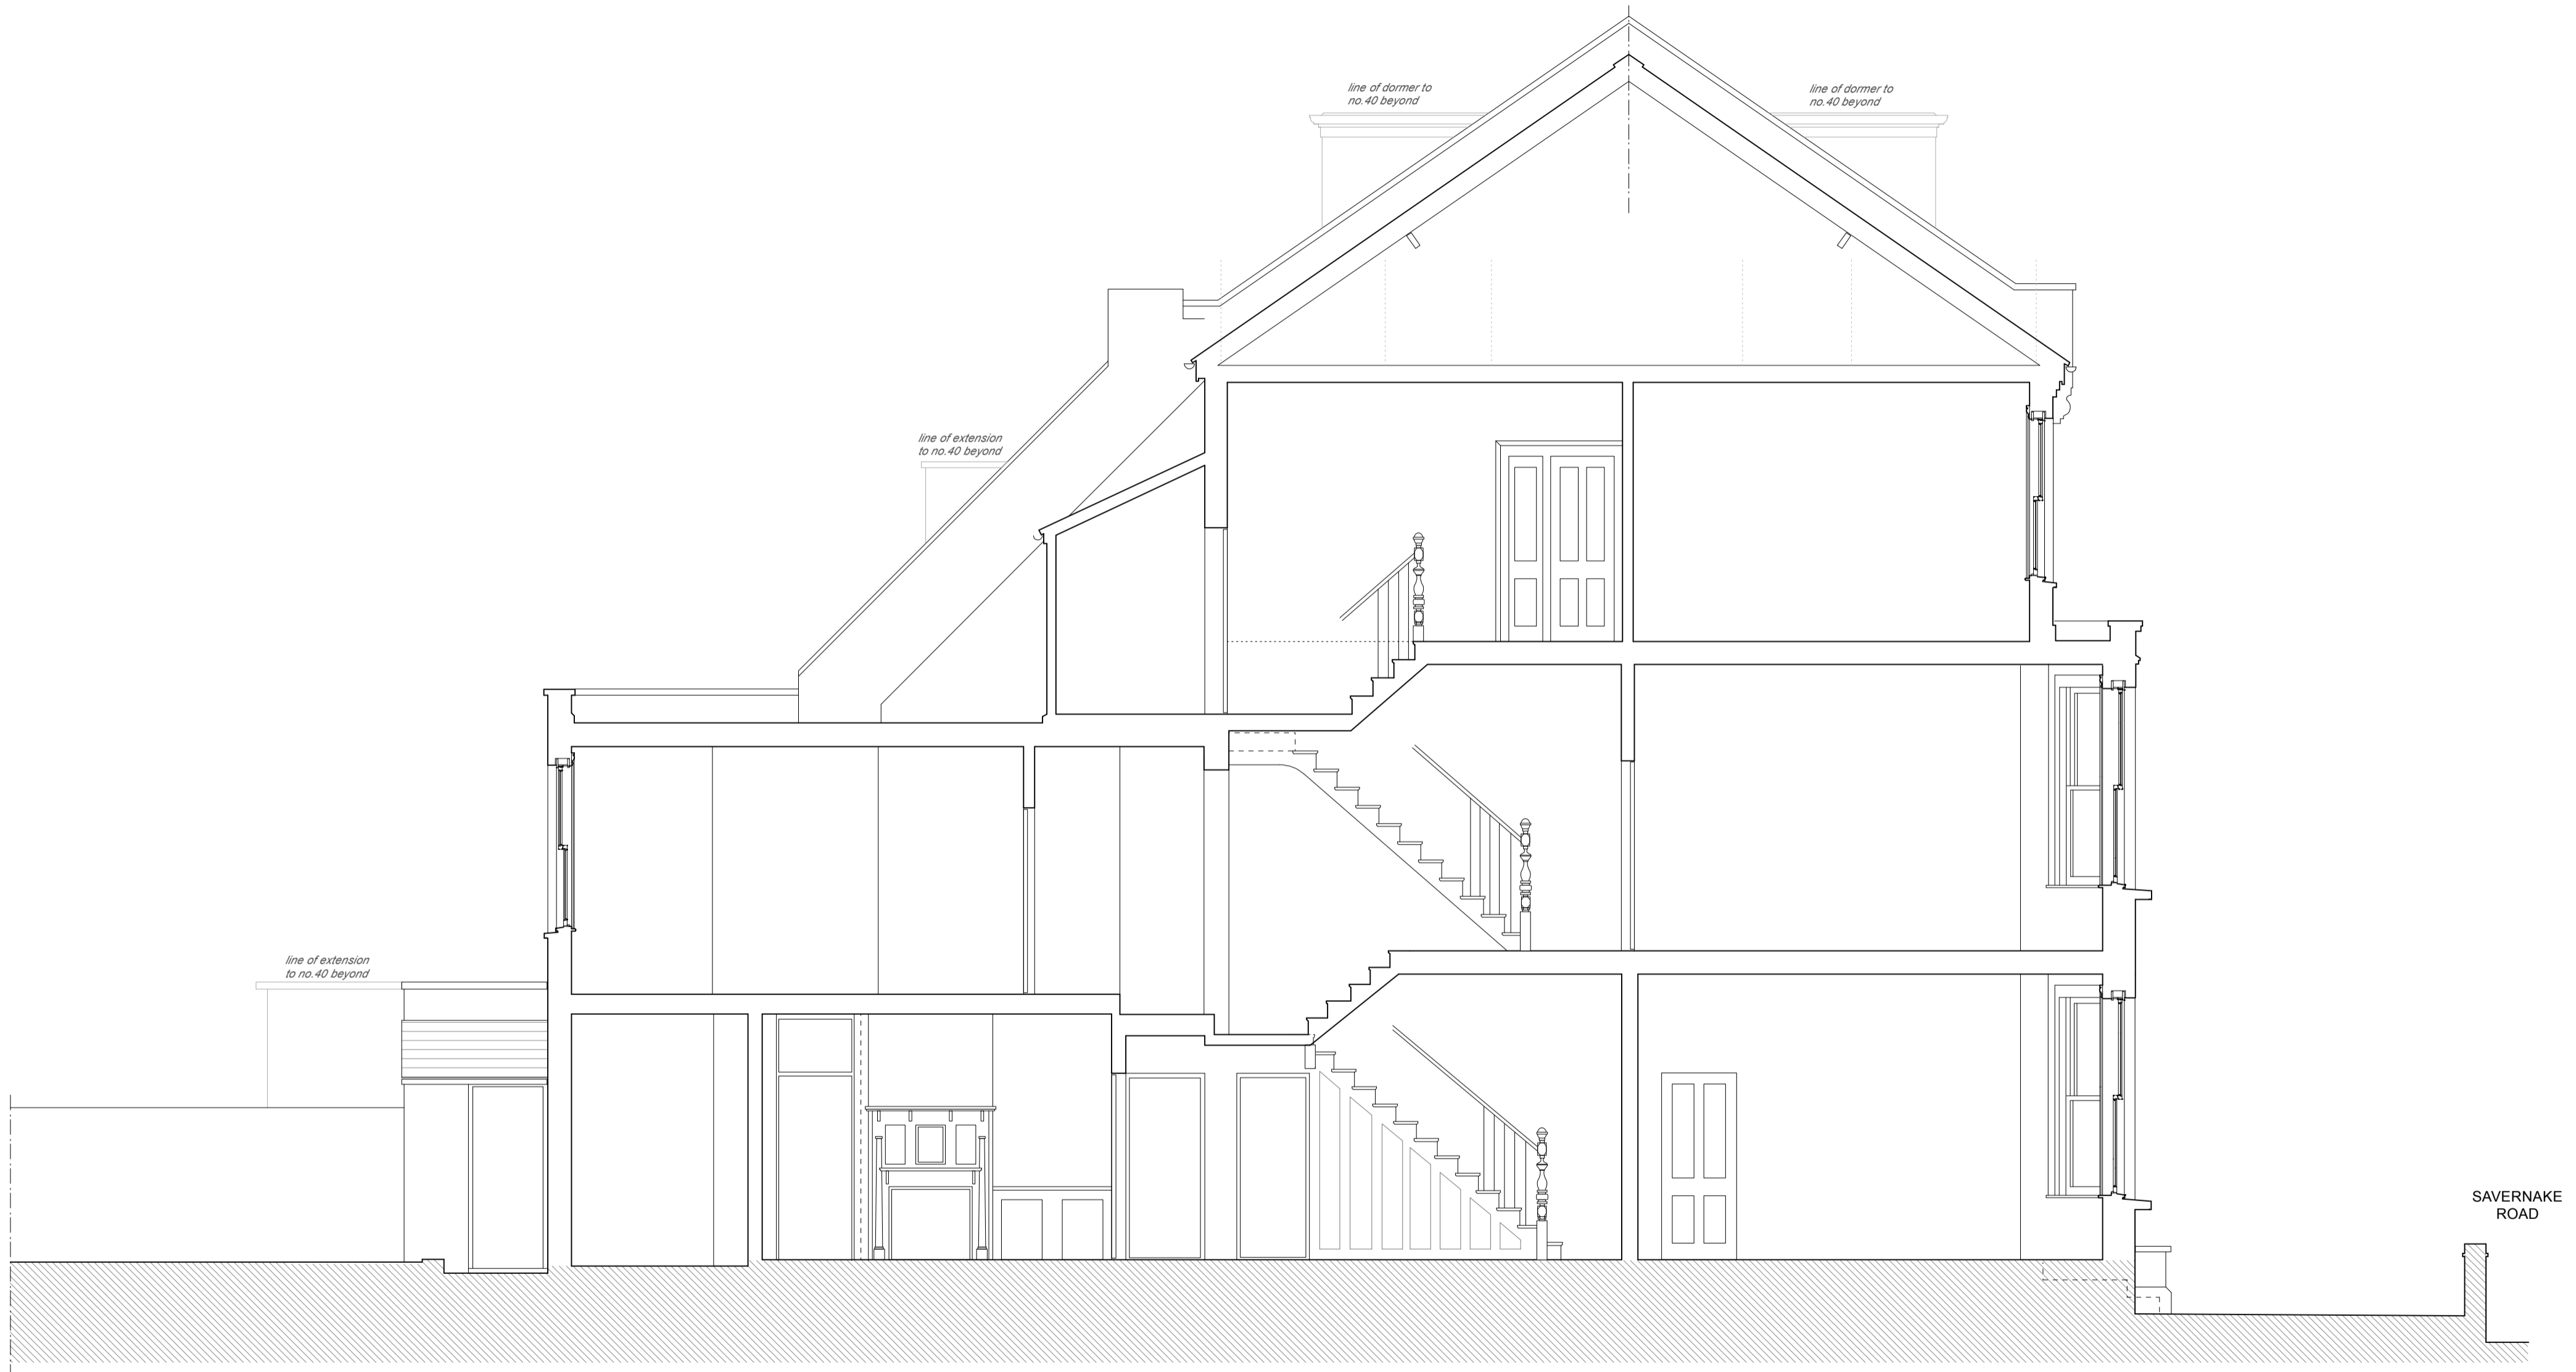 line of dormer to
no.40 beyond
line of dormer to
no.40 beyond
line of extension
to no.40 beyond
line of extension
to no.40 beyond
SAVERNAKE
ROAD